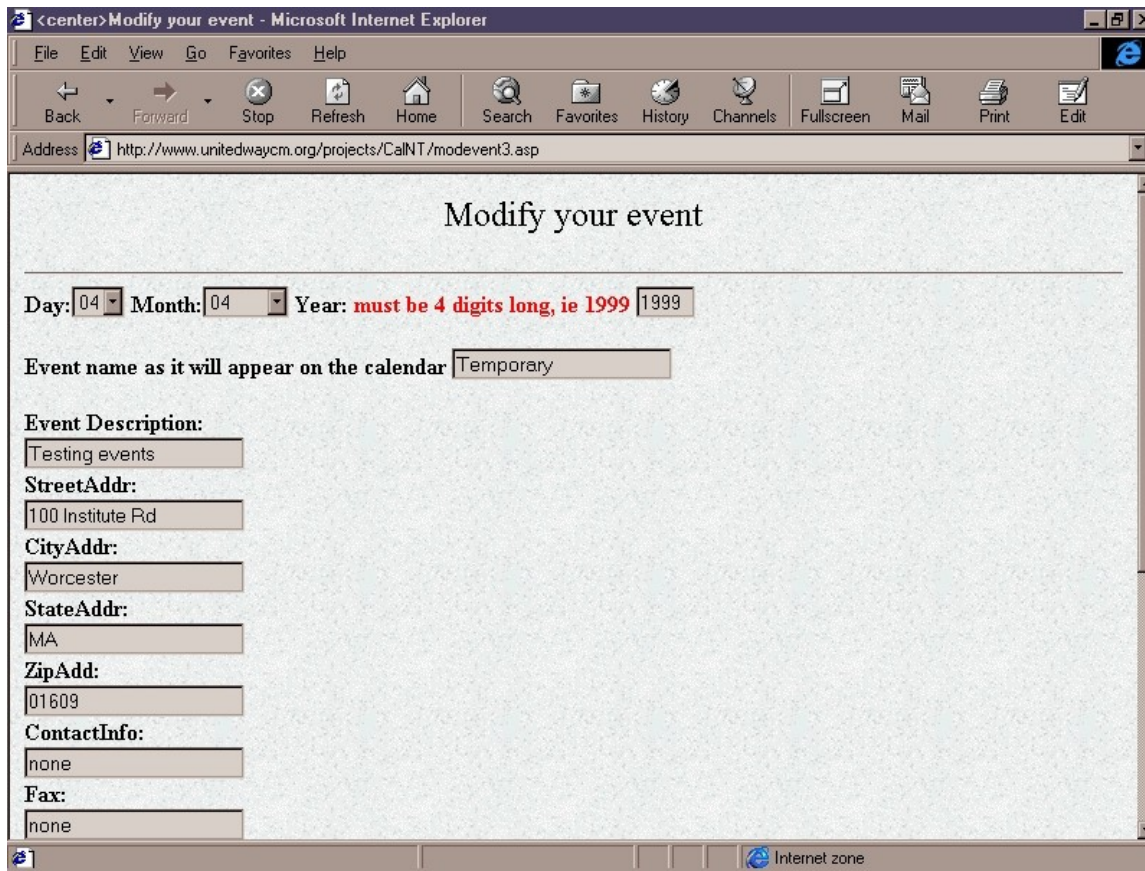 <center>Modify your event - Microsoft Internet Explorer
File Edit View Go Favorites Help
Back Forward Stop Refresh Home Search Favorites History Channels Fullscreen Mail Print Edit
Address http://www.unitedwaycm.org/projects/CalNT/modevent3.asp
Modify your event
Day: 04 Month: 04 Year: must be 4 digits long, ie 1999 1999
Event name as it will appear on the calendar Temporary
Event Description:
Testing events
StreetAddr:
100 Institute Rd
CityAddr:
Worcester
StateAddr:
MA
ZipAdd:
01609
ContactInfo:
none
Fax:
none
Internet zone